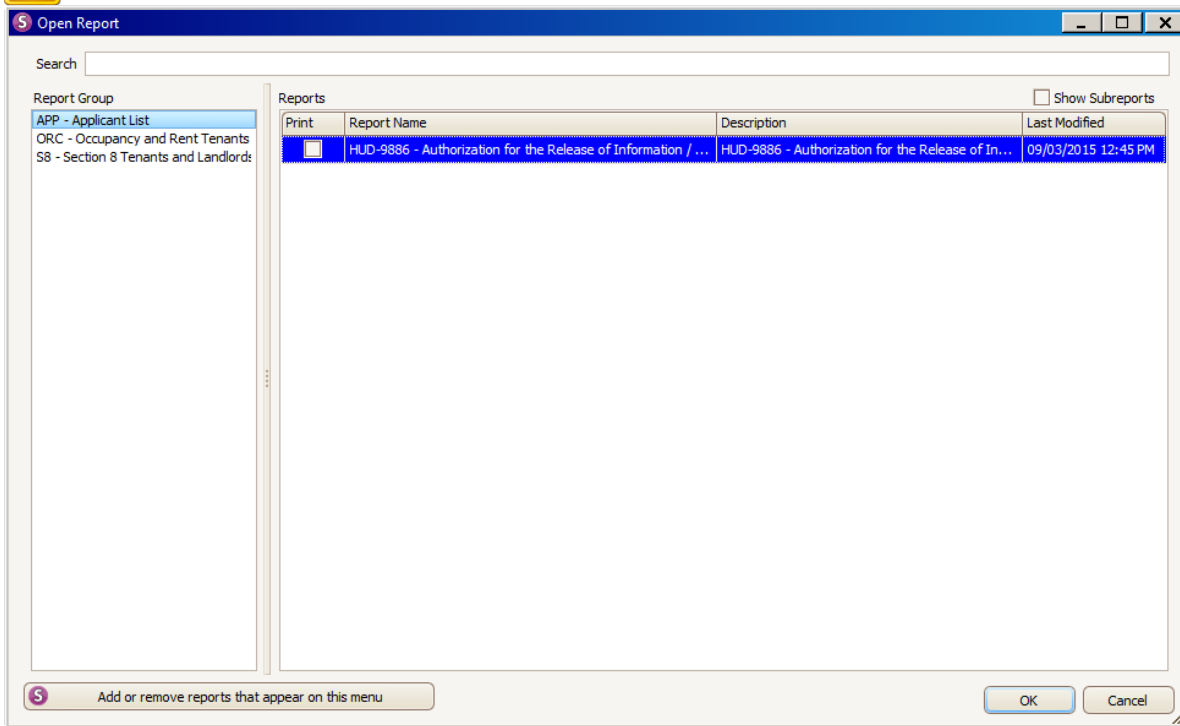 S Open Report
Search
Report Group
Reports
Show Subreports
APP - Applicant List
ORC - Occupancy and Rent Tenants
S8 - Section 8 Tenants and Landlords
Print Report Name Description Last Modified
HUD-9886 - Authorization for the Release of Information / ... HUD-9886 - Authorization for the Release of In... 09/03/2015 12:45 PM
S Add or remove reports that appear on this menu
OK
Cancel